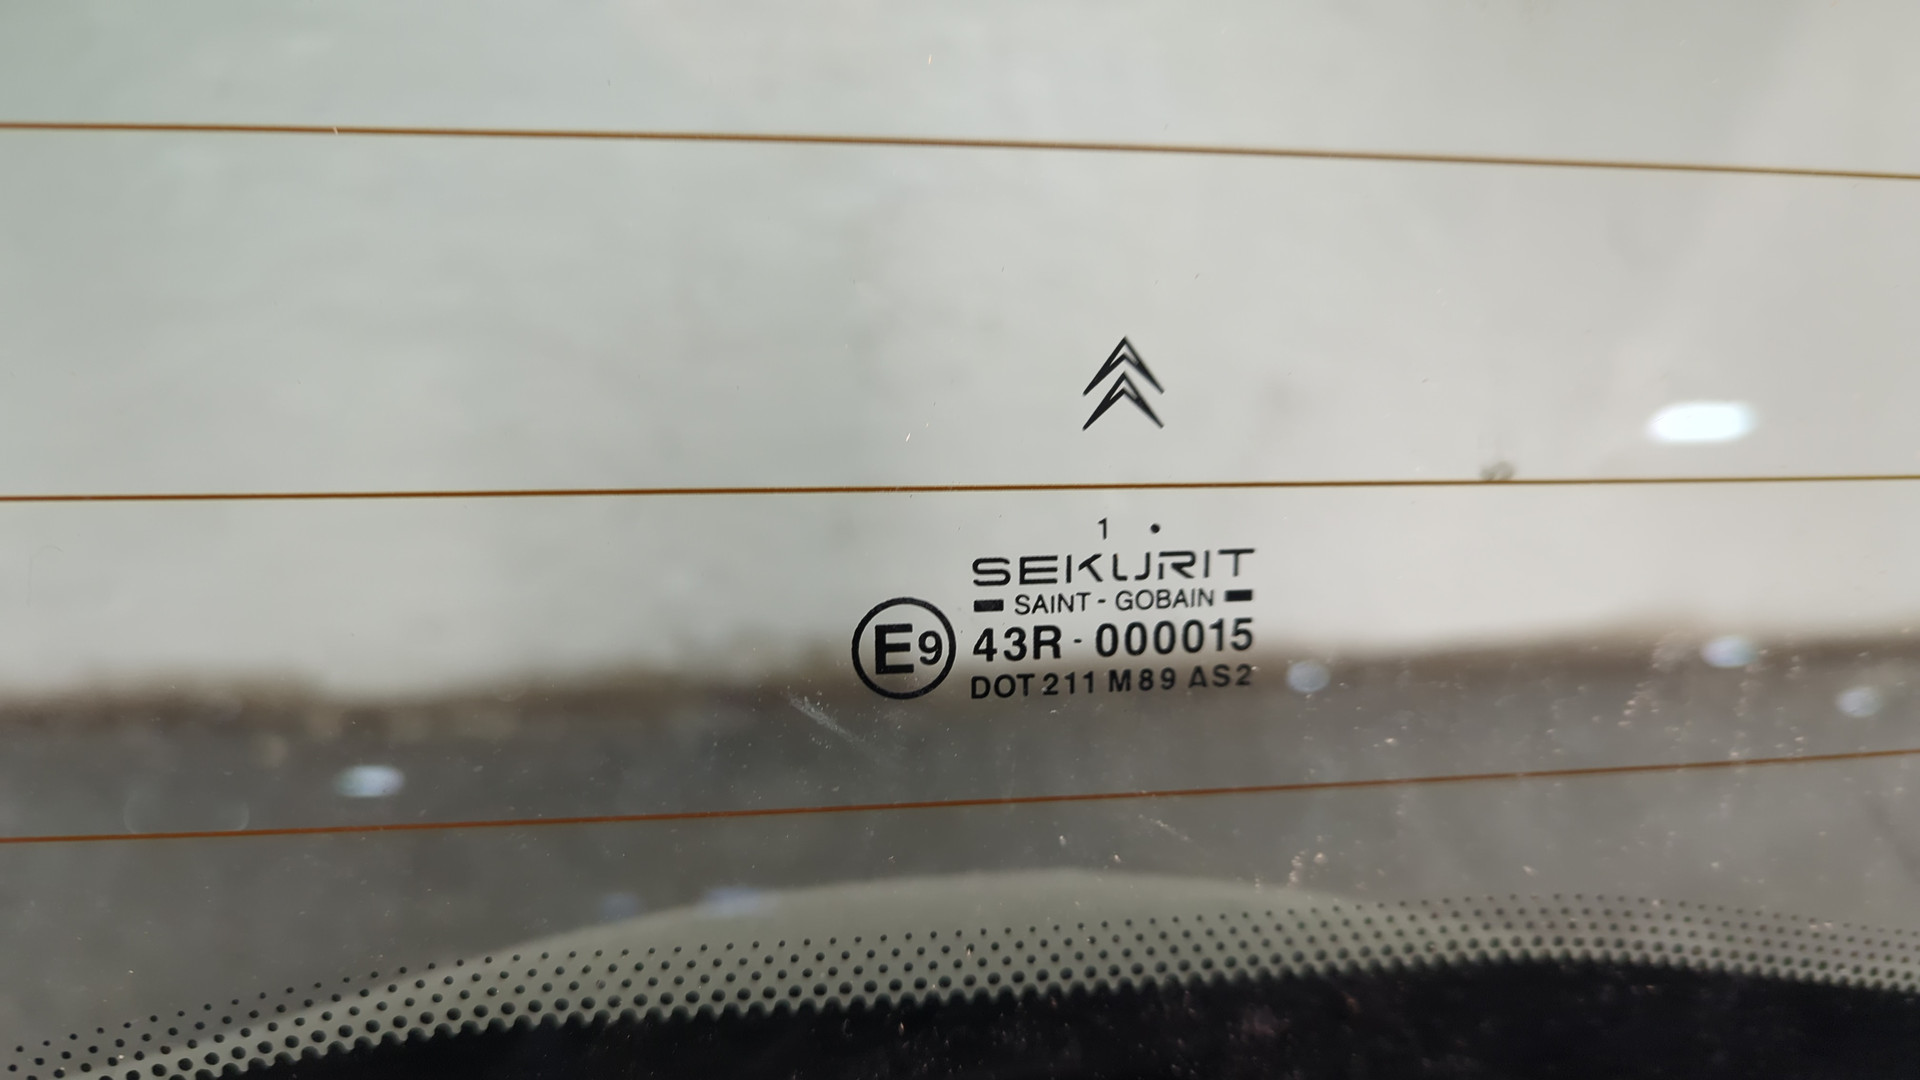 1 •
SEKURIT
SAINT - GOBAIN
E9 43R - 000015
DOT 211 M89 AS2